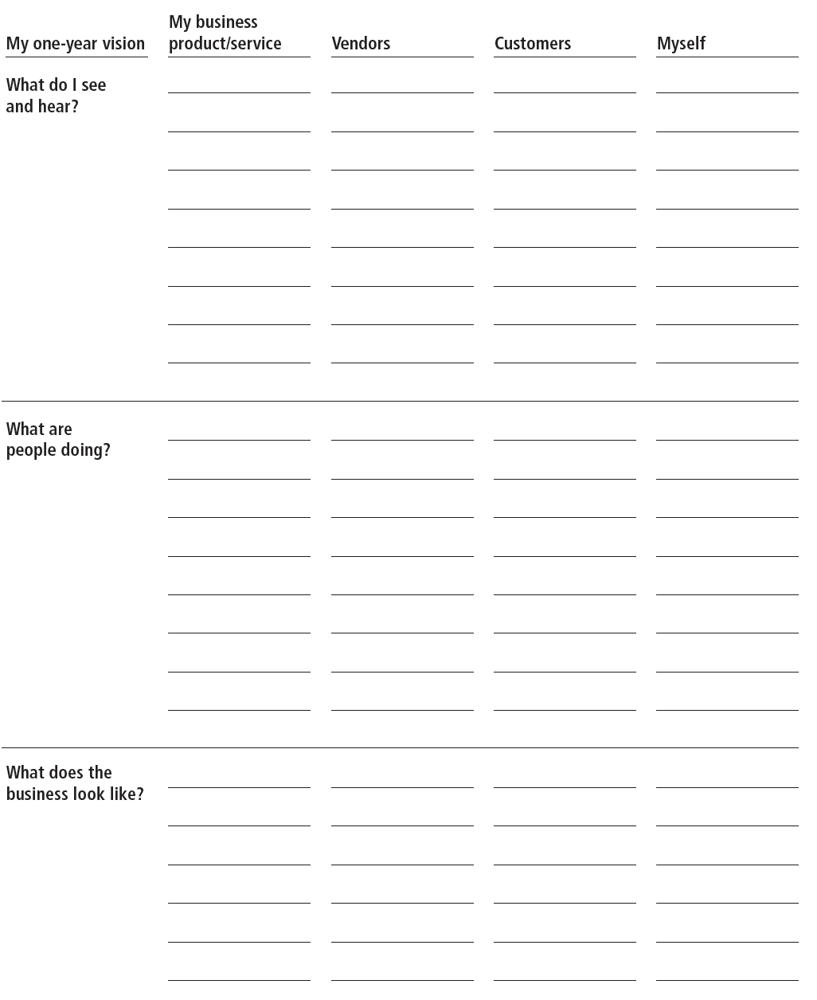 My one-year vision
My business
product/service
Vendors
Customers
Myself
What do I see
and hear?
What are
people doing?
What does the
business look like?